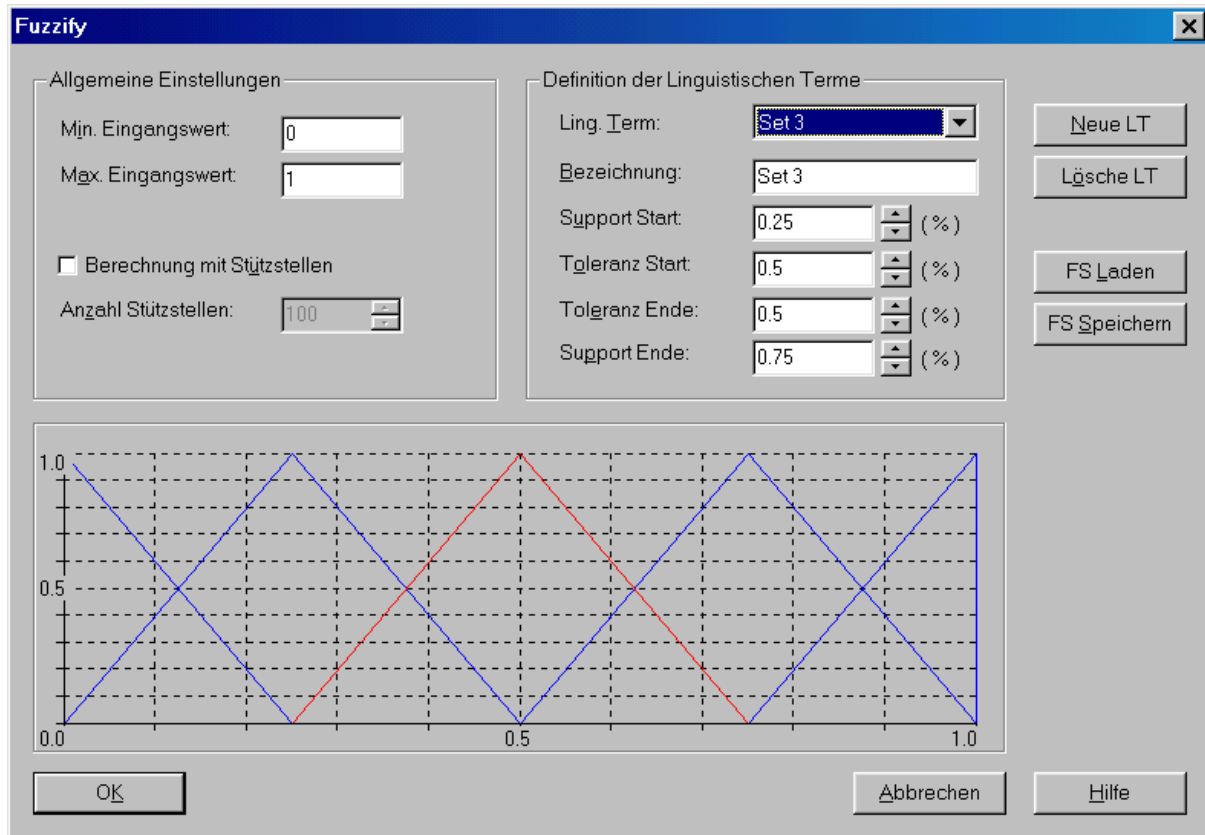 Fuzzify
Allgemeine Einstellungen
Min. Eingangswert: 0
Max. Eingangswert: 1
Berechnung mit Stützstellen
Anzahl Stützstellen: 100
Definition der Linguistischen Terme
Ling. Term: Set 3
Bezeichnung: Set 3
Support Start: 0.25 (%)
Toleranz Start: 0.5 (%)
Toleranz Ende: 0.5 (%)
Support Ende: 0.75 (%)
Neue LT
Lösche LT
FS Laden
FS Speichern
1.0
0.5
0.0 0.5 1.0
OK Abbrechen Hilfe